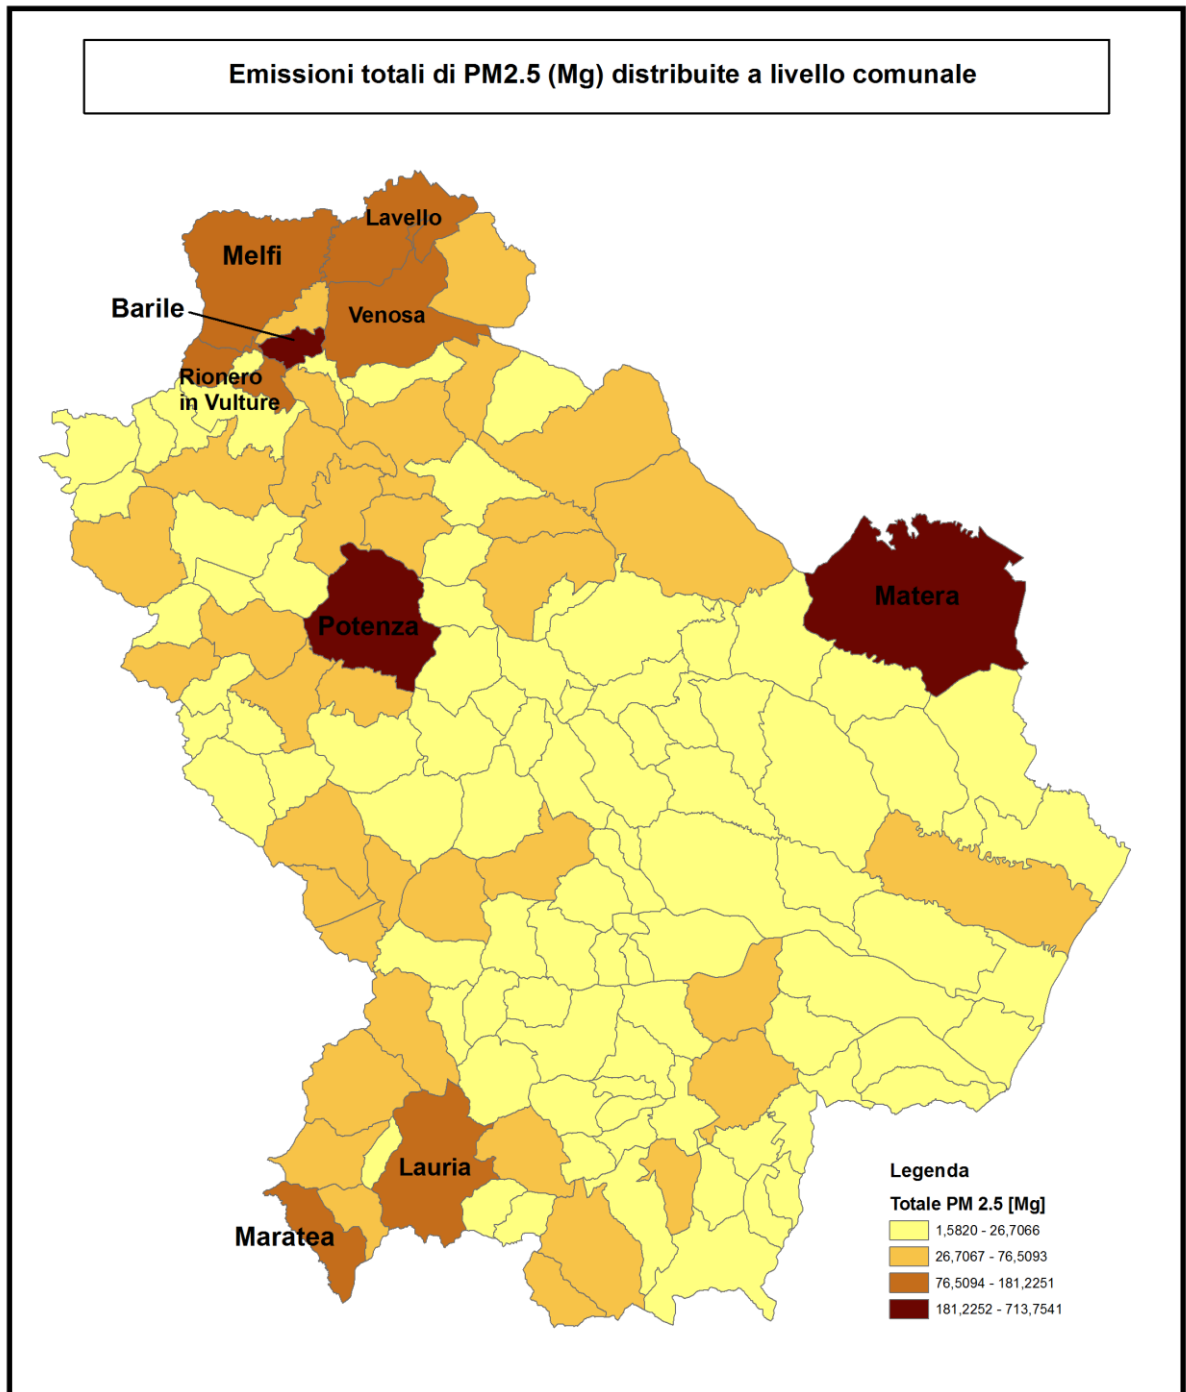 Emissioni totali di PM2.5 (Mg) distribuite a livello comunale
Lavello
Melfi
Barile
Venosa
Rionero
in Vulture
Matera
Potenza
Lauria
Maratea
Legenda
Totale PM 2.5 [Mg]
1,5820 - 26,7066
26,7067 - 76,5093
76,5094 - 181,2251
181,2252 - 713,7541